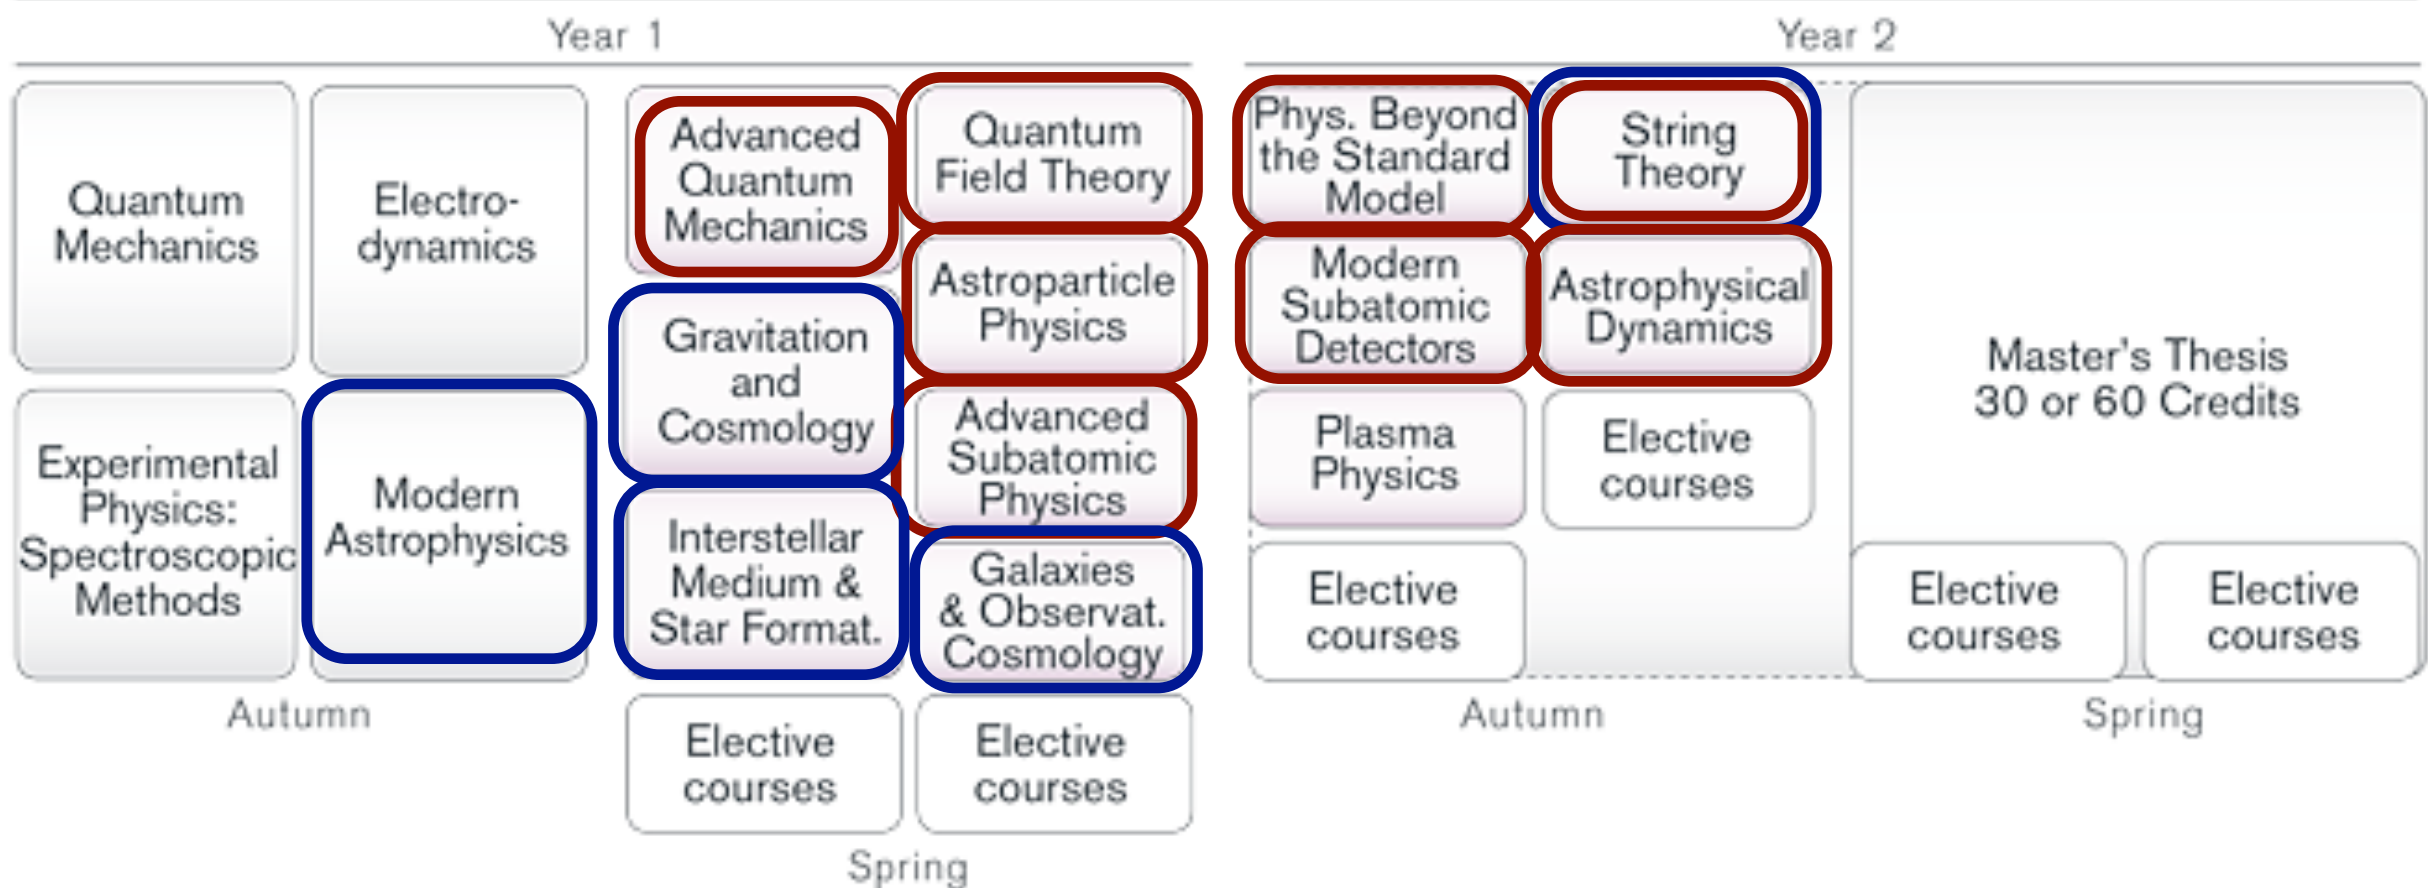 Year 1
Quantum
Mechanics
Electro-
dynamics
Experimental
Physics:
Spectroscopic
Methods
Modern
Astrophysics
Autumn
Advanced
Quantum
Mechanics
Quantum
Field Theory
Gravitation
and
Cosmology
Astroparticle
Physics
Advanced
Subatomic
Physics
Interstellar
Medium &
Star Format.
Galaxies
& Observat.
Cosmology
Elective
courses
Elective
courses
Spring
Year 2
Phys. Beyond
the Standard
Model
String
Theory
Modern
Subatomic
Detectors
Astrophysical
Dynamics
Plasma
Physics
Elective
courses
Elective
courses
Autumn
Master's Thesis
30 or 60 Credits
Elective
courses
Elective
courses
Spring